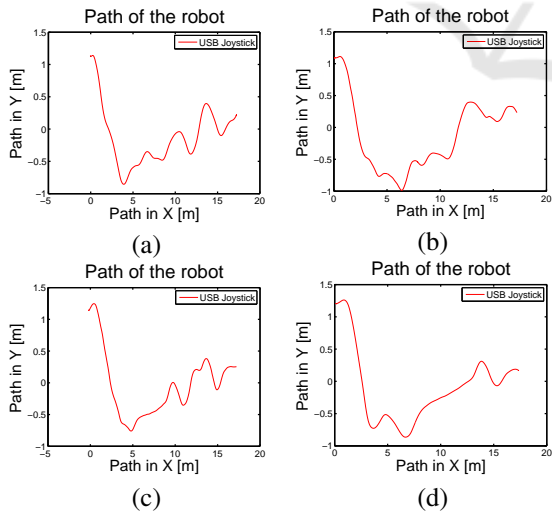 Path of the robot
Path of the robot
1.5
1
0.5
0
−0.5
−1
−5 0 5 10 15 20
Path in Y [m]
Path in X [m]
USB Joystick
1.5
1
0.5
0
−0.5
−1
0 5 10 15 20
Path in Y [m]
Path in X [m]
USB Joystick
(a)
(b)
Path of the robot
Path of the robot
1.5
1
0.5
0
−0.5
−1
−5 0 5 10 15 20
Path in Y [m]
Path in X [m]
USB Joystick
1.5
1
0.5
0
−0.5
−1
0 5 10 15 20
Path in Y [m]
Path in X [m]
USB Joystick
(c)
(d)